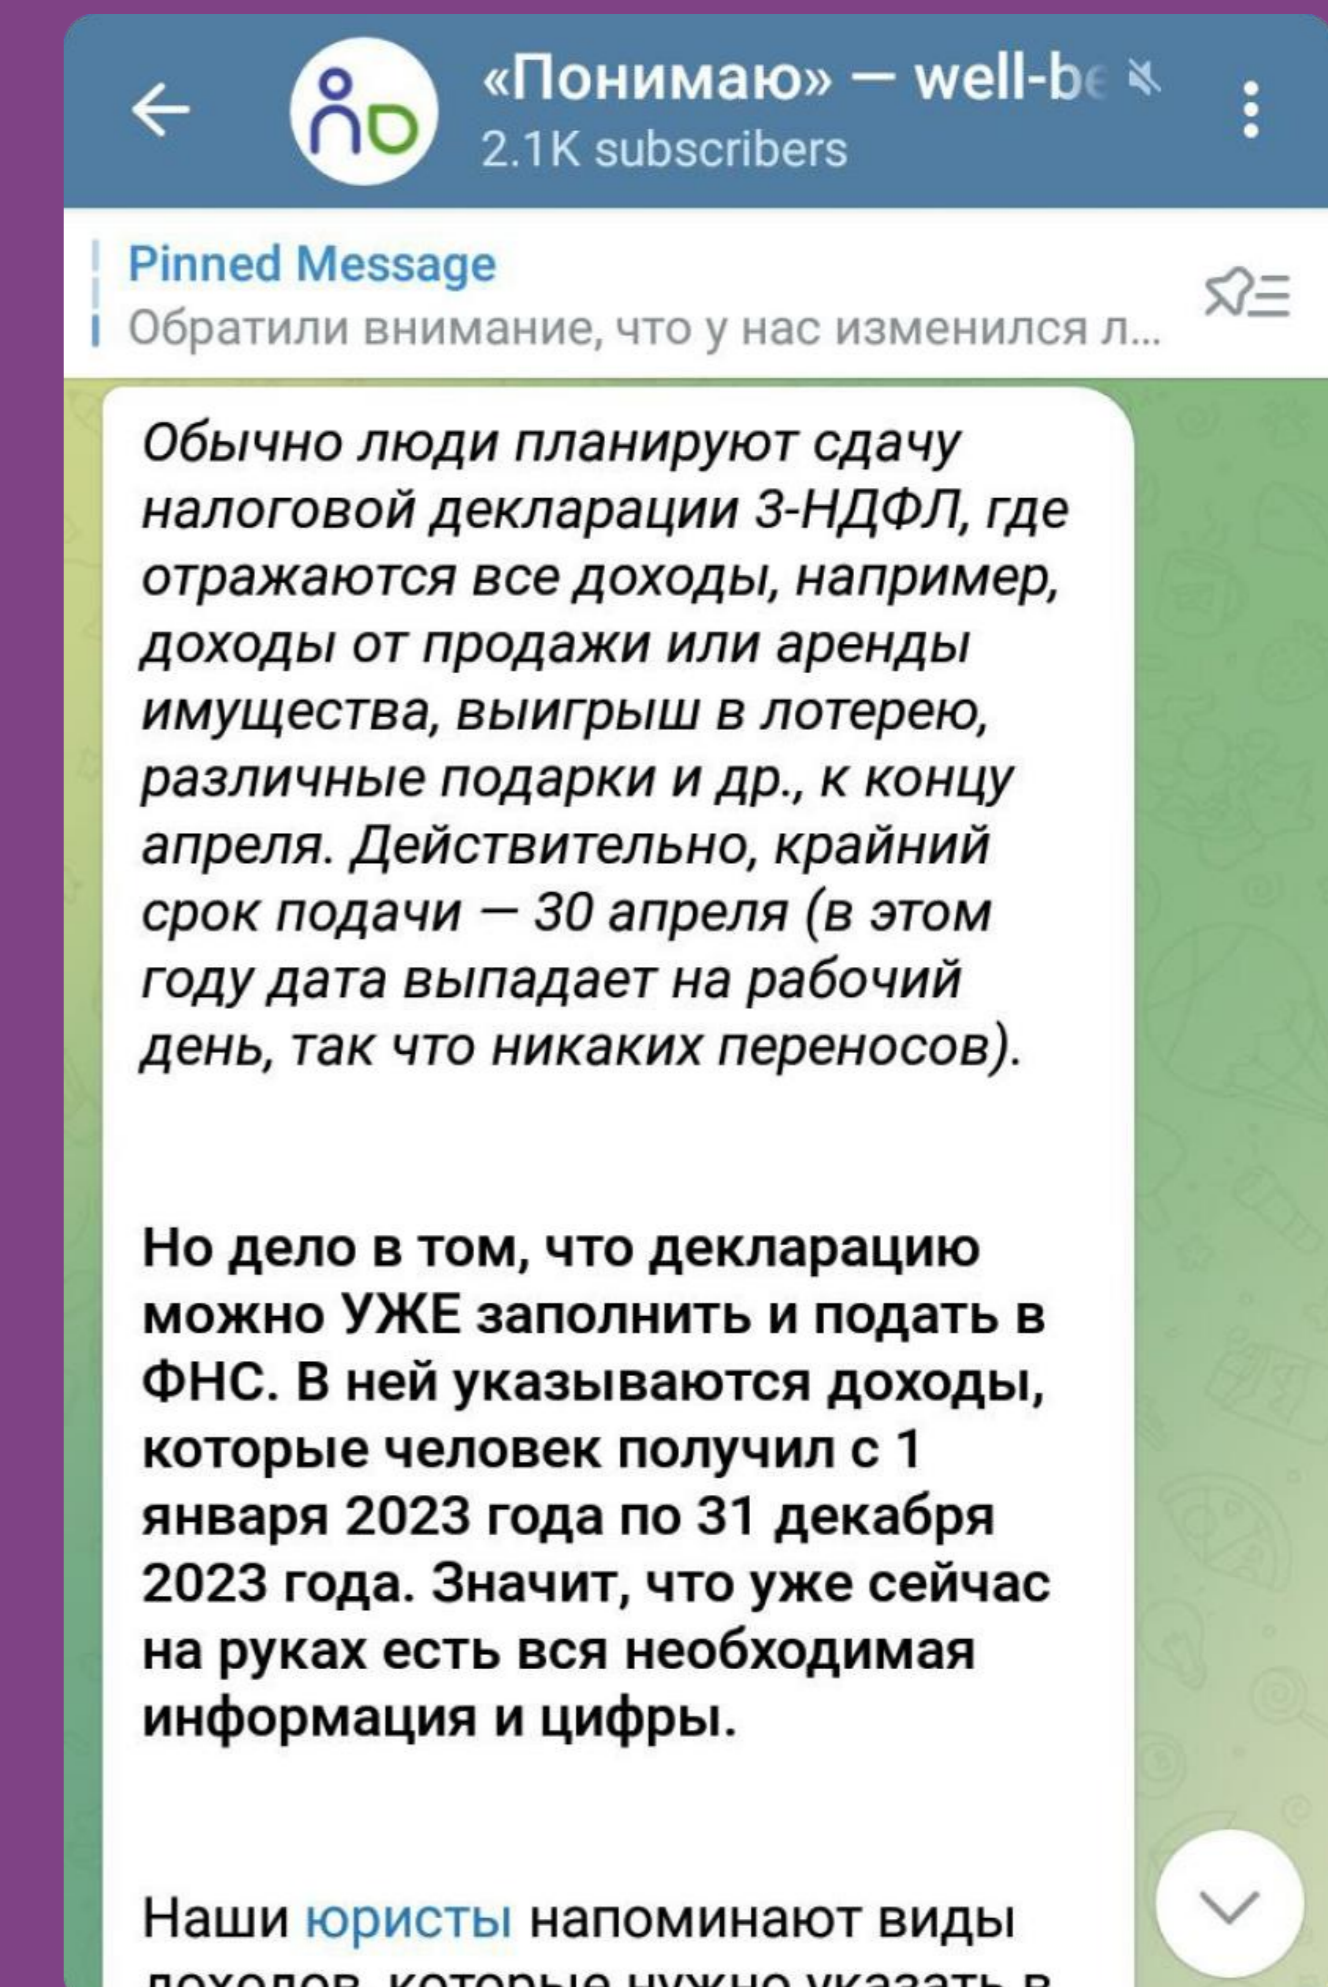 «Понимаю» — well-be
2.1K subscribers
Pinned Message
Обратили внимание, что у нас изменился л...
Обычно люди планируют сдачу
налоговой декларации 3-НДФЛ, где
отражаются все доходы, например,
доходы от продажи или аренды
имущества, выигрыш в лотерею,
различные подарки и др., к концу
апреля. Действительно, крайний
срок подачи — 30 апреля (в этом
году дата выпадает на рабочий
день, так что никаких переносов).
Но дело в том, что декларацию
можно УЖЕ заполнить и подать в
ФНС. В ней указываются доходы,
которые человек получил с 1
января 2023 года по 31 декабря
2023 года. Значит, что уже сейчас
на руках есть вся необходимая
информация и цифры.
Наши юристы напоминают виды
доходов, которые нужно указать в